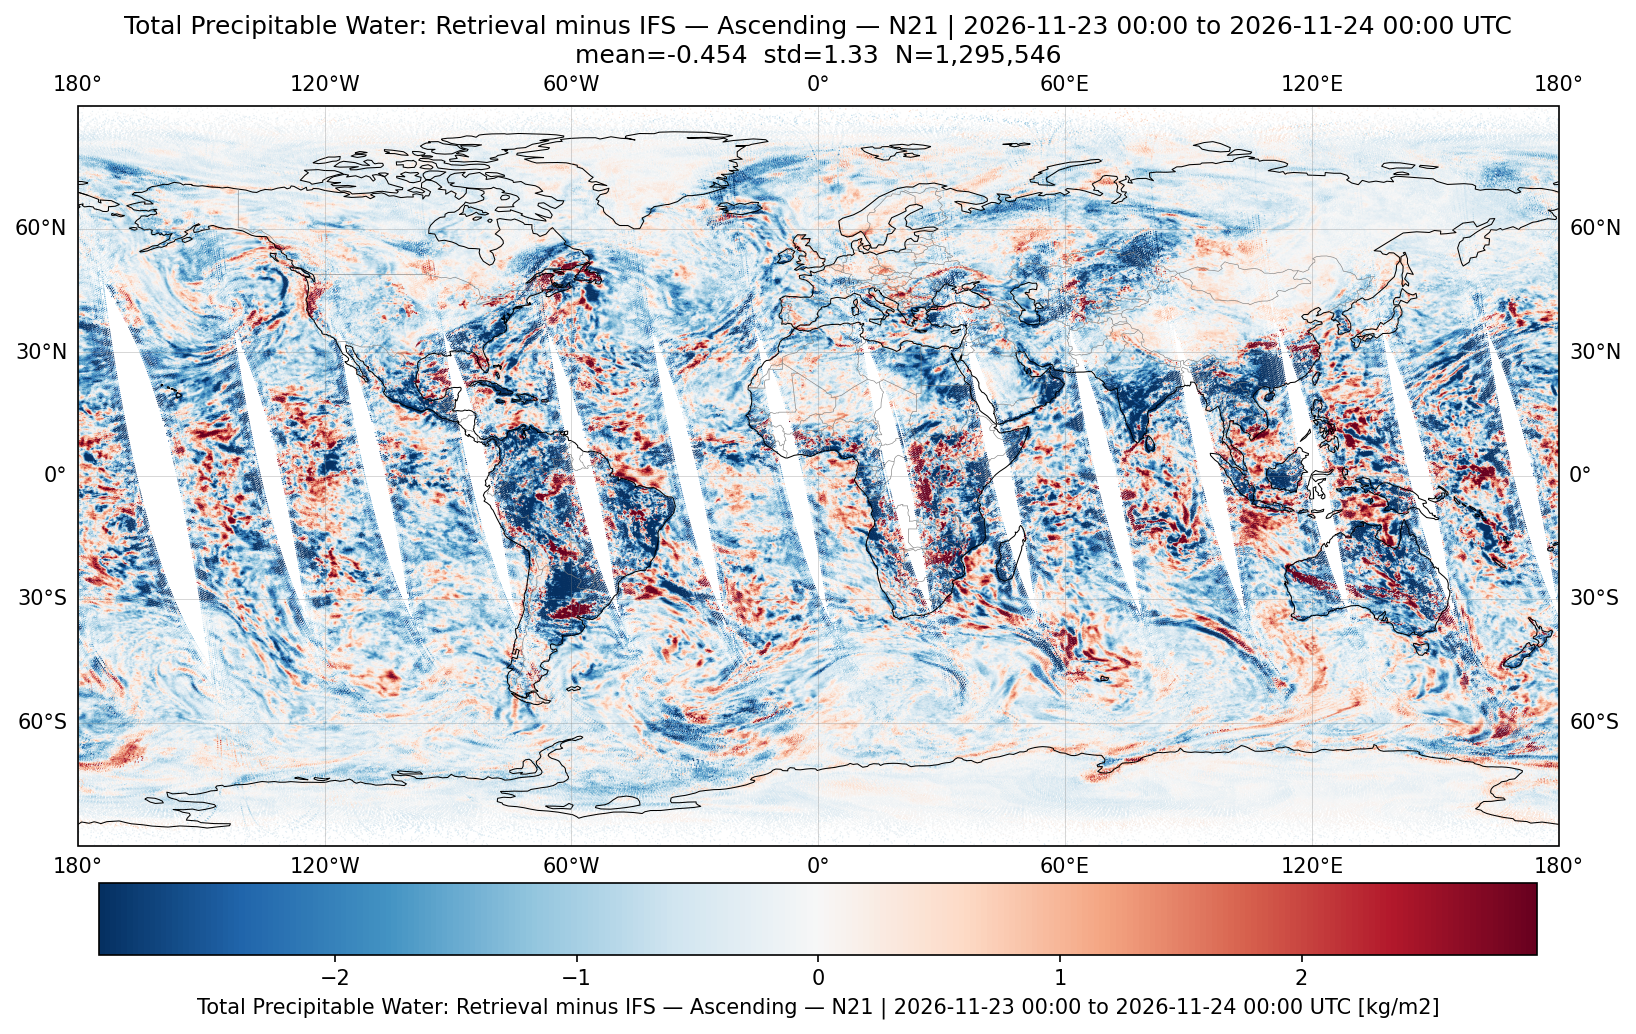 Total Precipitable Water: Retrieval minus IFS — Ascending — N21 | 2026-11-23 00:00 to 2026-11-24 00:00 UTC
mean=-0.454  std=1.33  N=1,295,546
180° 120°W 60°W 0° 60°E 120°E 180°
60°N 60°N
30°N 30°N
0° 0°
30°S 30°S
60°S 60°S
180° 120°W 60°W 0° 60°E 120°E 180°
−2 −1 0 1 2
Total Precipitable Water: Retrieval minus IFS — Ascending — N21 | 2026-11-23 00:00 to 2026-11-24 00:00 UTC [kg/m2]